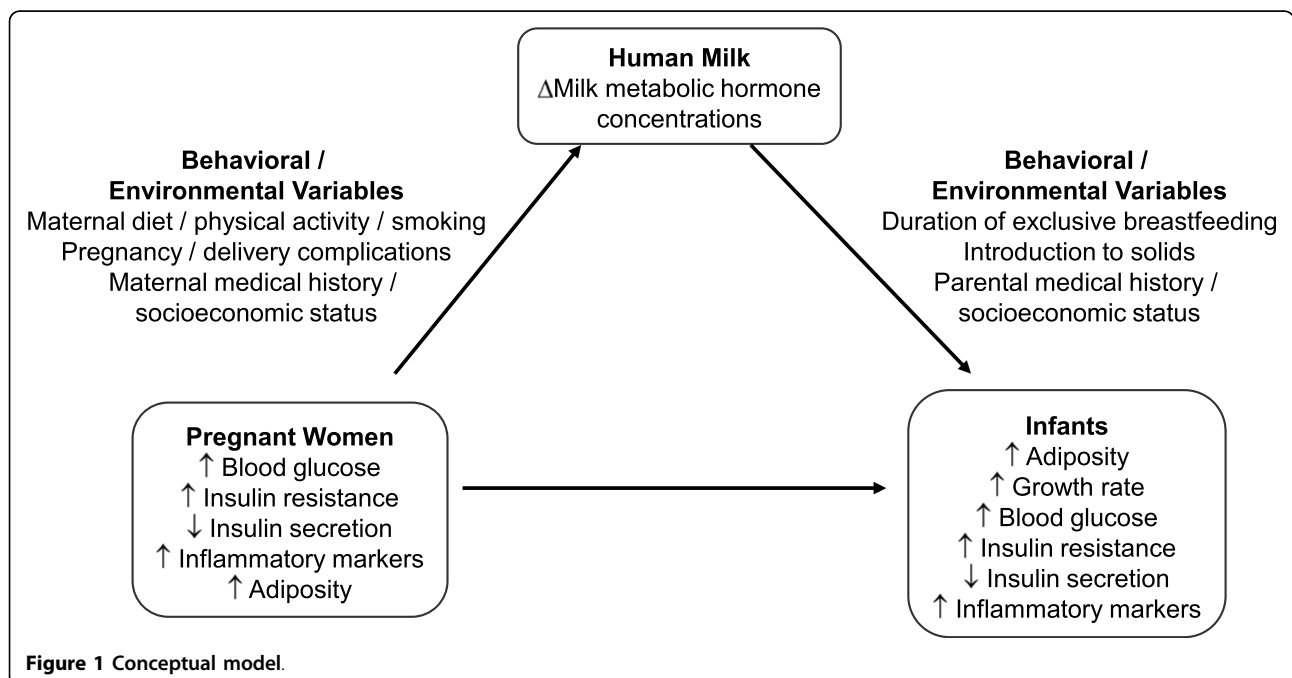 Human Milk
ΔMilk metabolic hormone
concentrations
Behavioral /
Environmental Variables
Maternal diet / physical activity / smoking
Pregnancy / delivery complications
Maternal medical history /
socioeconomic status
Behavioral /
Environmental Variables
Duration of exclusive breastfeeding
Introduction to solids
Parental medical history /
socioeconomic status
Pregnant Women
↑ Blood glucose
↑ Insulin resistance
↓ Insulin secretion
↑ Inflammatory markers
↑ Adiposity
Infants
↑ Adiposity
↑ Growth rate
↑ Blood glucose
↑ Insulin resistance
↓ Insulin secretion
↑ Inflammatory markers
Figure 1 Conceptual model.